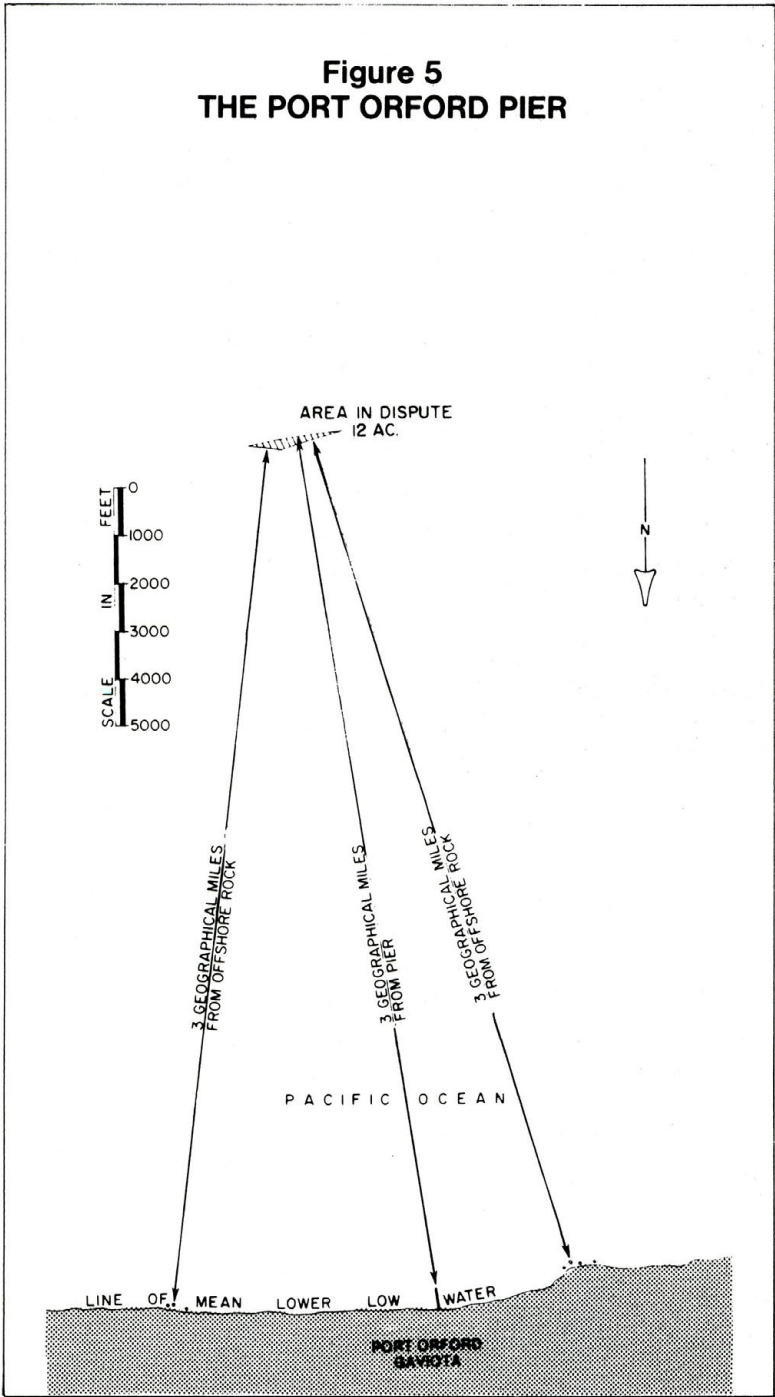 Figure 5
THE PORT ORFORD PIER
AREA IN DISPUTE
12 AC.
SCALE IN FEET
0
1000
2000
3000
4000
5000
N
3 GEOGRAPHICAL MILES
FROM OFFSHORE ROCK
3 GEOGRAPHICAL MILES
FROM PIER
3 GEOGRAPHICAL MILES
FROM OFFSHORE ROCK
PACIFIC OCEAN
LINE OF MEAN LOWER LOW WATER
PORT ORFORD
GAVIOTA